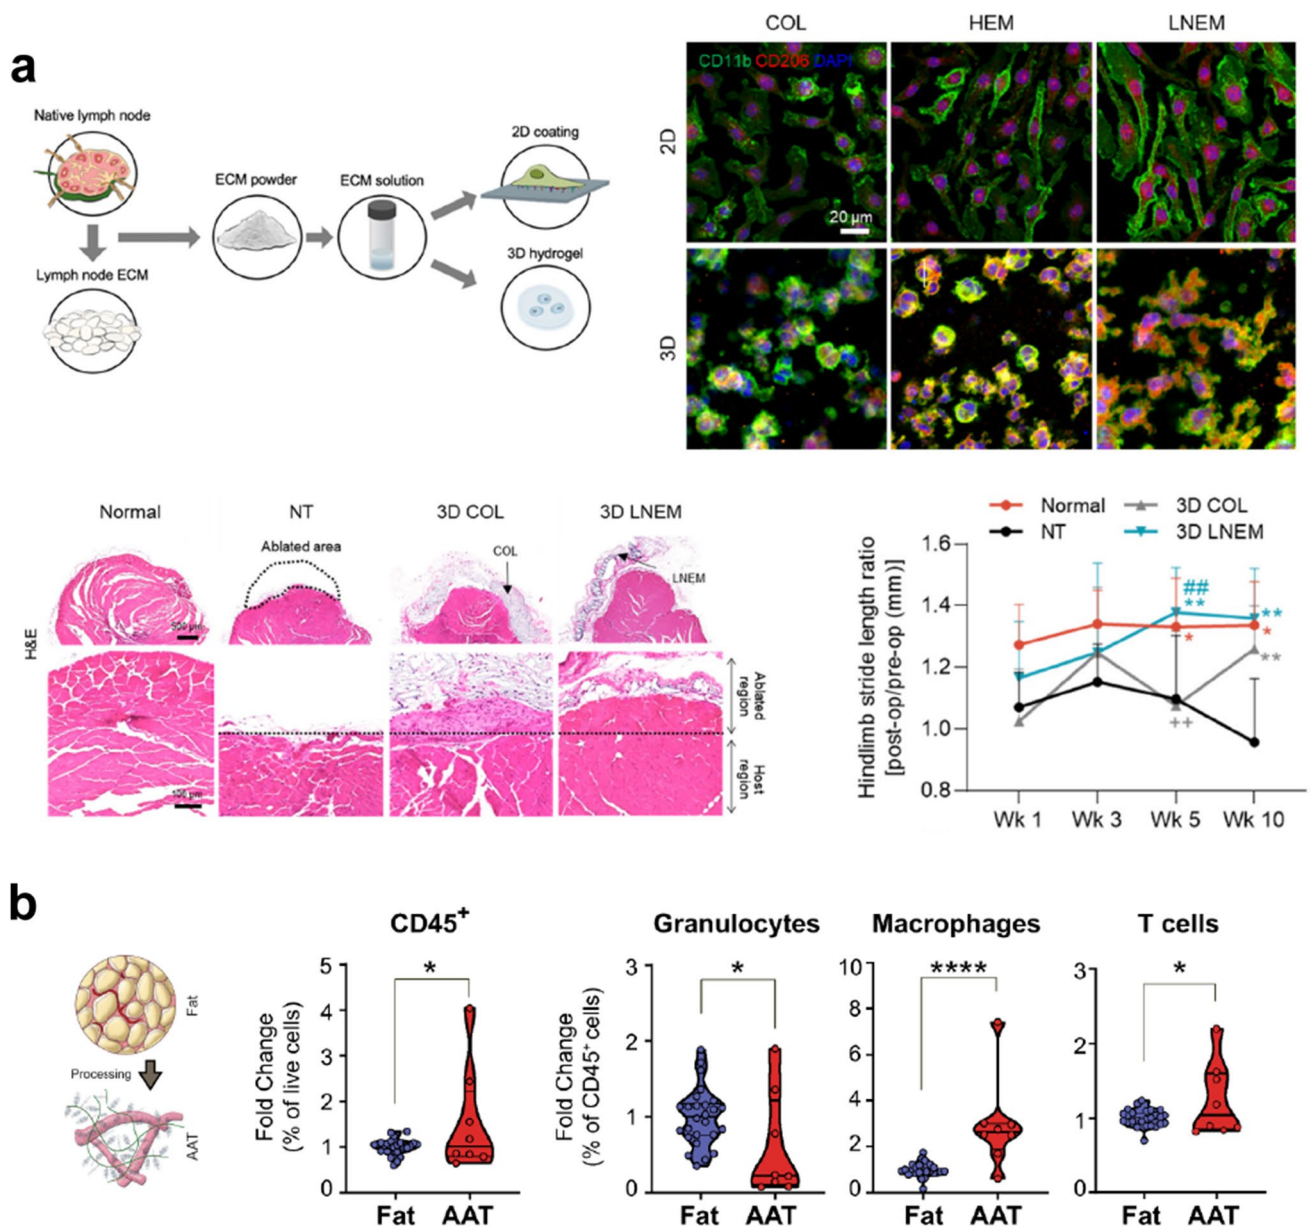 a
Native lymph node
Lymph node ECM
ECM powder
ECM solution
2D coating
3D hydrogel
COL
HEM
LNEM
2D
CD11b CD206 DAPI
20 µm
3D
Normal
NT
3D COL
3D LNEM
H&E
Ablated area
COL
LNEM
500 µm
100 µm
Ablated
region
Host
region
Normal
NT
3D COL
3D LNEM
Hindlimb stride length ratio
[post-op/pre-op (mm)]
1.6
1.4
1.2
1.0
0.8
##
**
*
++
**
*
**
Wk 1
Wk 3
Wk 5
Wk 10
b
Fat
Processing
AAT
CD45+
Fold Change
(% of live cells)
5
4
3
2
1
0
*
Fat
AAT
Granulocytes
Fold Change
(% of CD45+ cells)
3
2
1
0
*
Fat
AAT
Macrophages
10
8
6
4
2
0
****
Fat
AAT
T cells
3
2
1
0
*
Fat
AAT